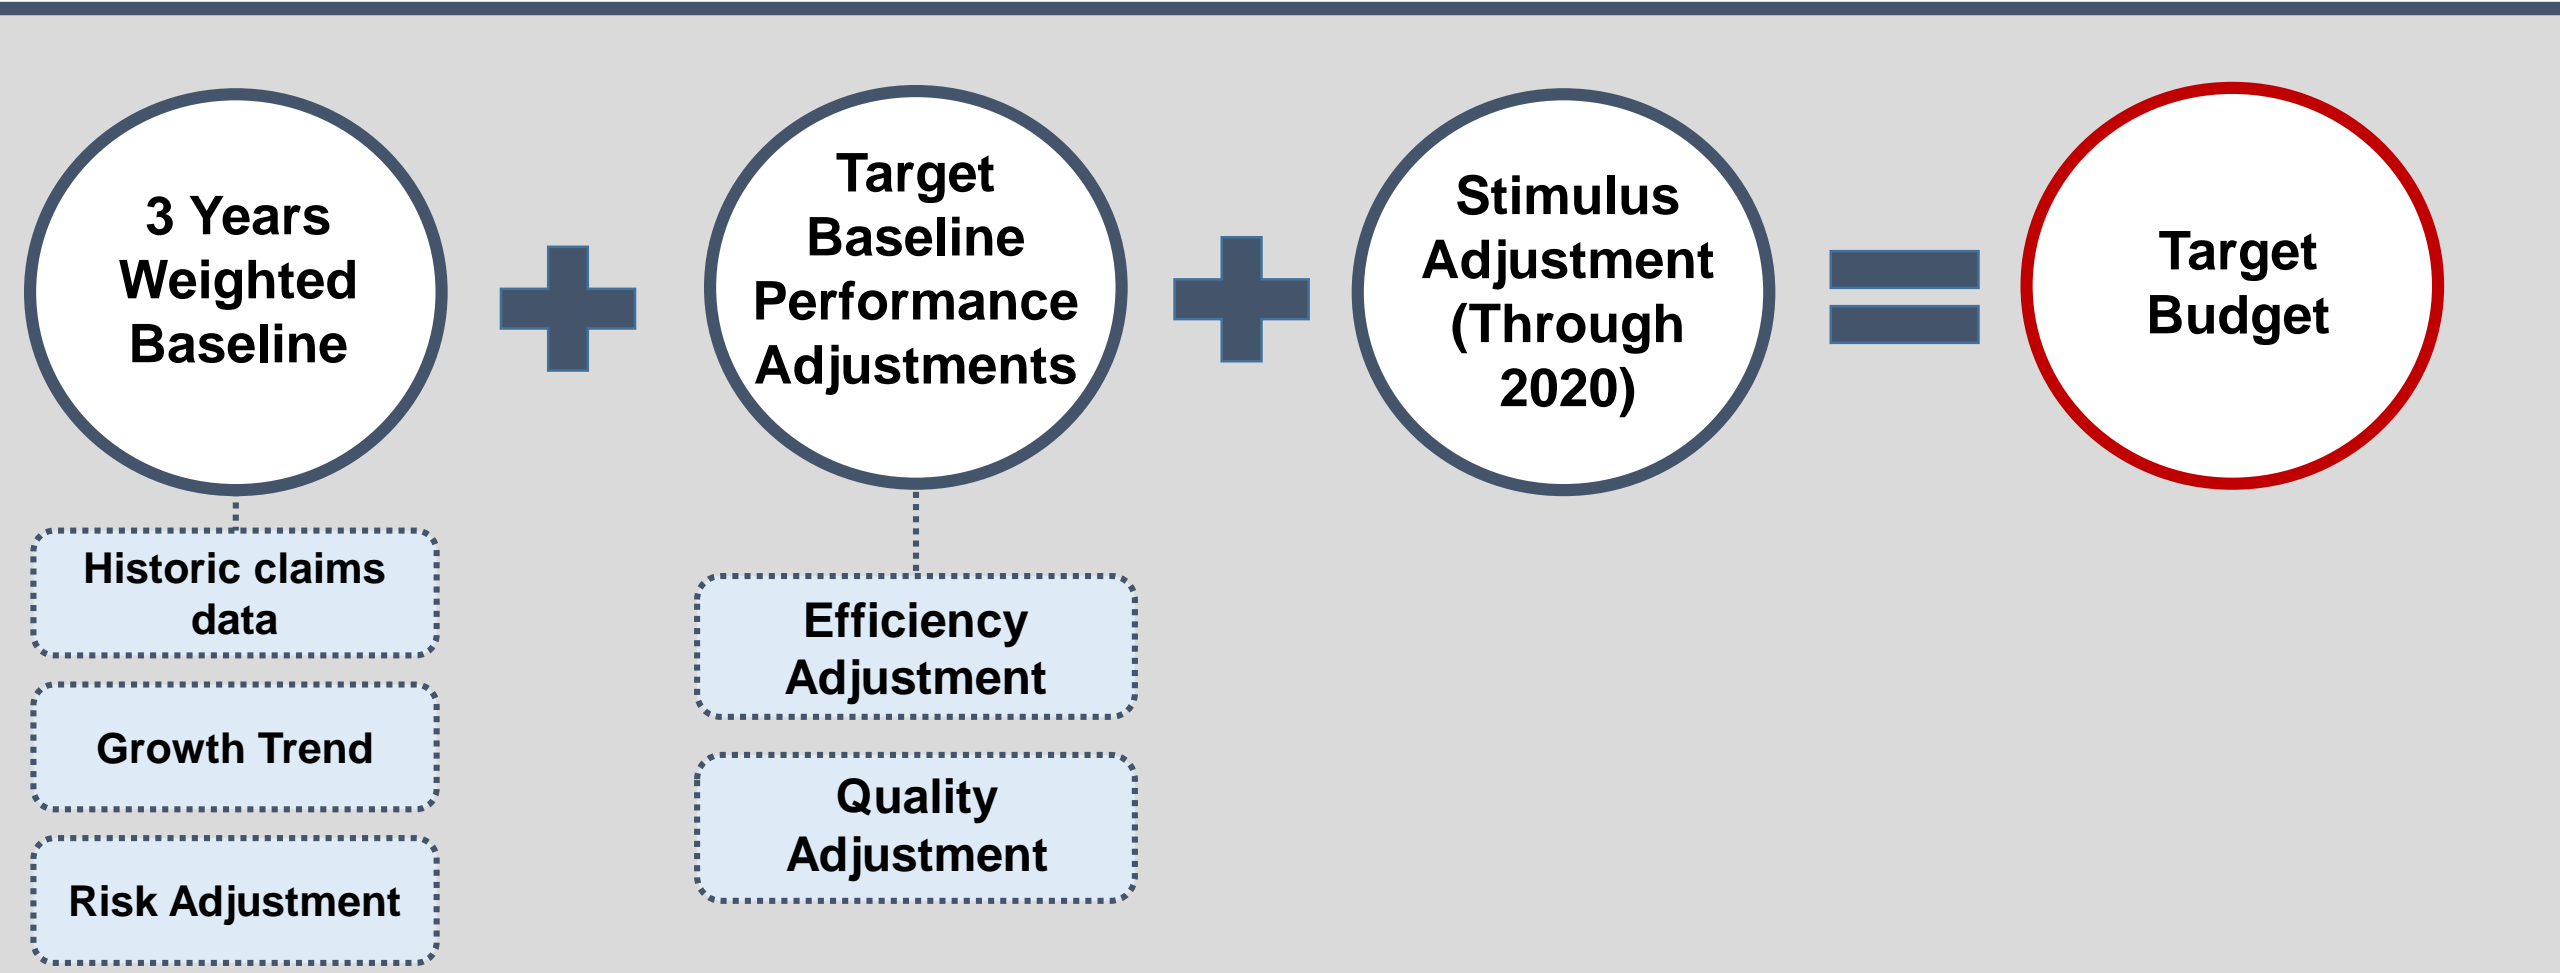 3 Years
Weighted
Baseline
Target
Baseline
Performance
Adjustments
Stimulus
Adjustment
(Through
2020)
Target
Budget
Historic claims
data
Growth Trend
Risk Adjustment
Efficiency
Adjustment
Quality
Adjustment